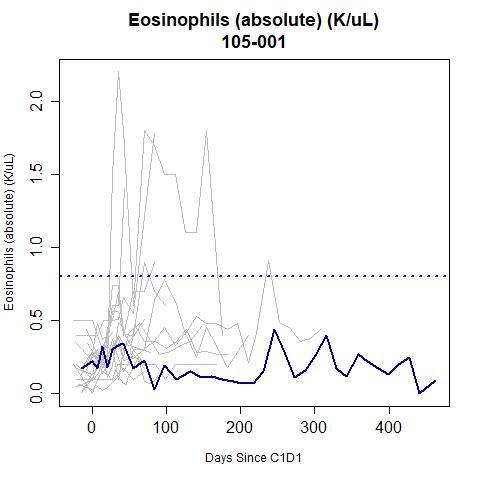 Eosinophils (absolute) (K/uL)
105-001
Eosinophils (absolute) (K/uL)
2.0
1.5
1.0
0.5
0.0
0 100 200 300 400
Days Since C1D1